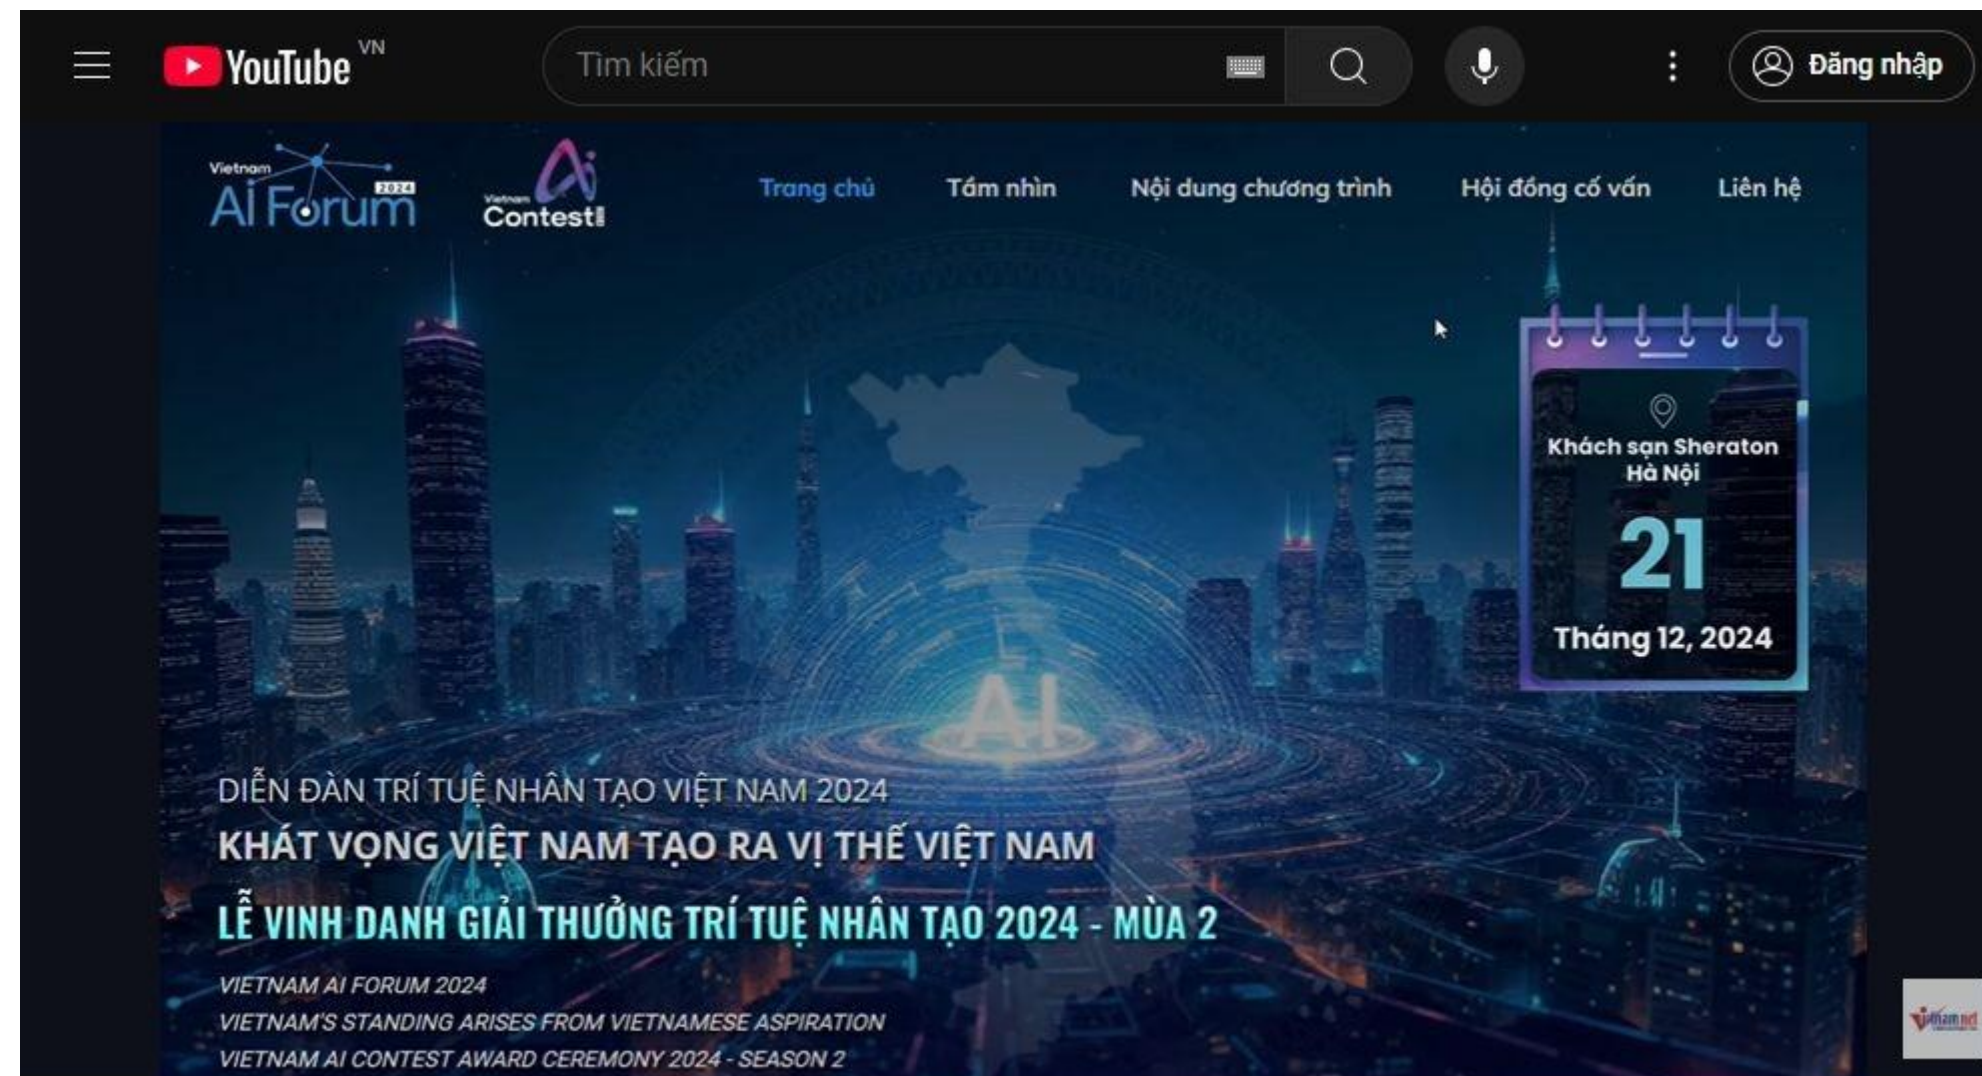 YouTube VN
Tìm kiếm
Đăng nhập
Vietnam
AI Forum
2024
Ai
Vietnam
Contest
Trang chủ
Tầm nhìn
Nội dung chương trình
Hội đồng cố vấn
Liên hệ
Khách sạn Sheraton
Hà Nội
21
Tháng 12, 2024
AI
DIỄN ĐÀN TRÍ TUỆ NHÂN TẠO VIỆT NAM 2024
KHÁT VỌNG VIỆT NAM TẠO RA VỊ THẾ VIỆT NAM
LỄ VINH DANH GIẢI THƯỞNG TRÍ TUỆ NHÂN TẠO 2024 - MÙA 2
VIETNAM AI FORUM 2024
VIETNAM'S STANDING ARISES FROM VIETNAMESE ASPIRATION
VIETNAM AI CONTEST AWARD CEREMONY 2024 - SEASON 2
Vietnamnet